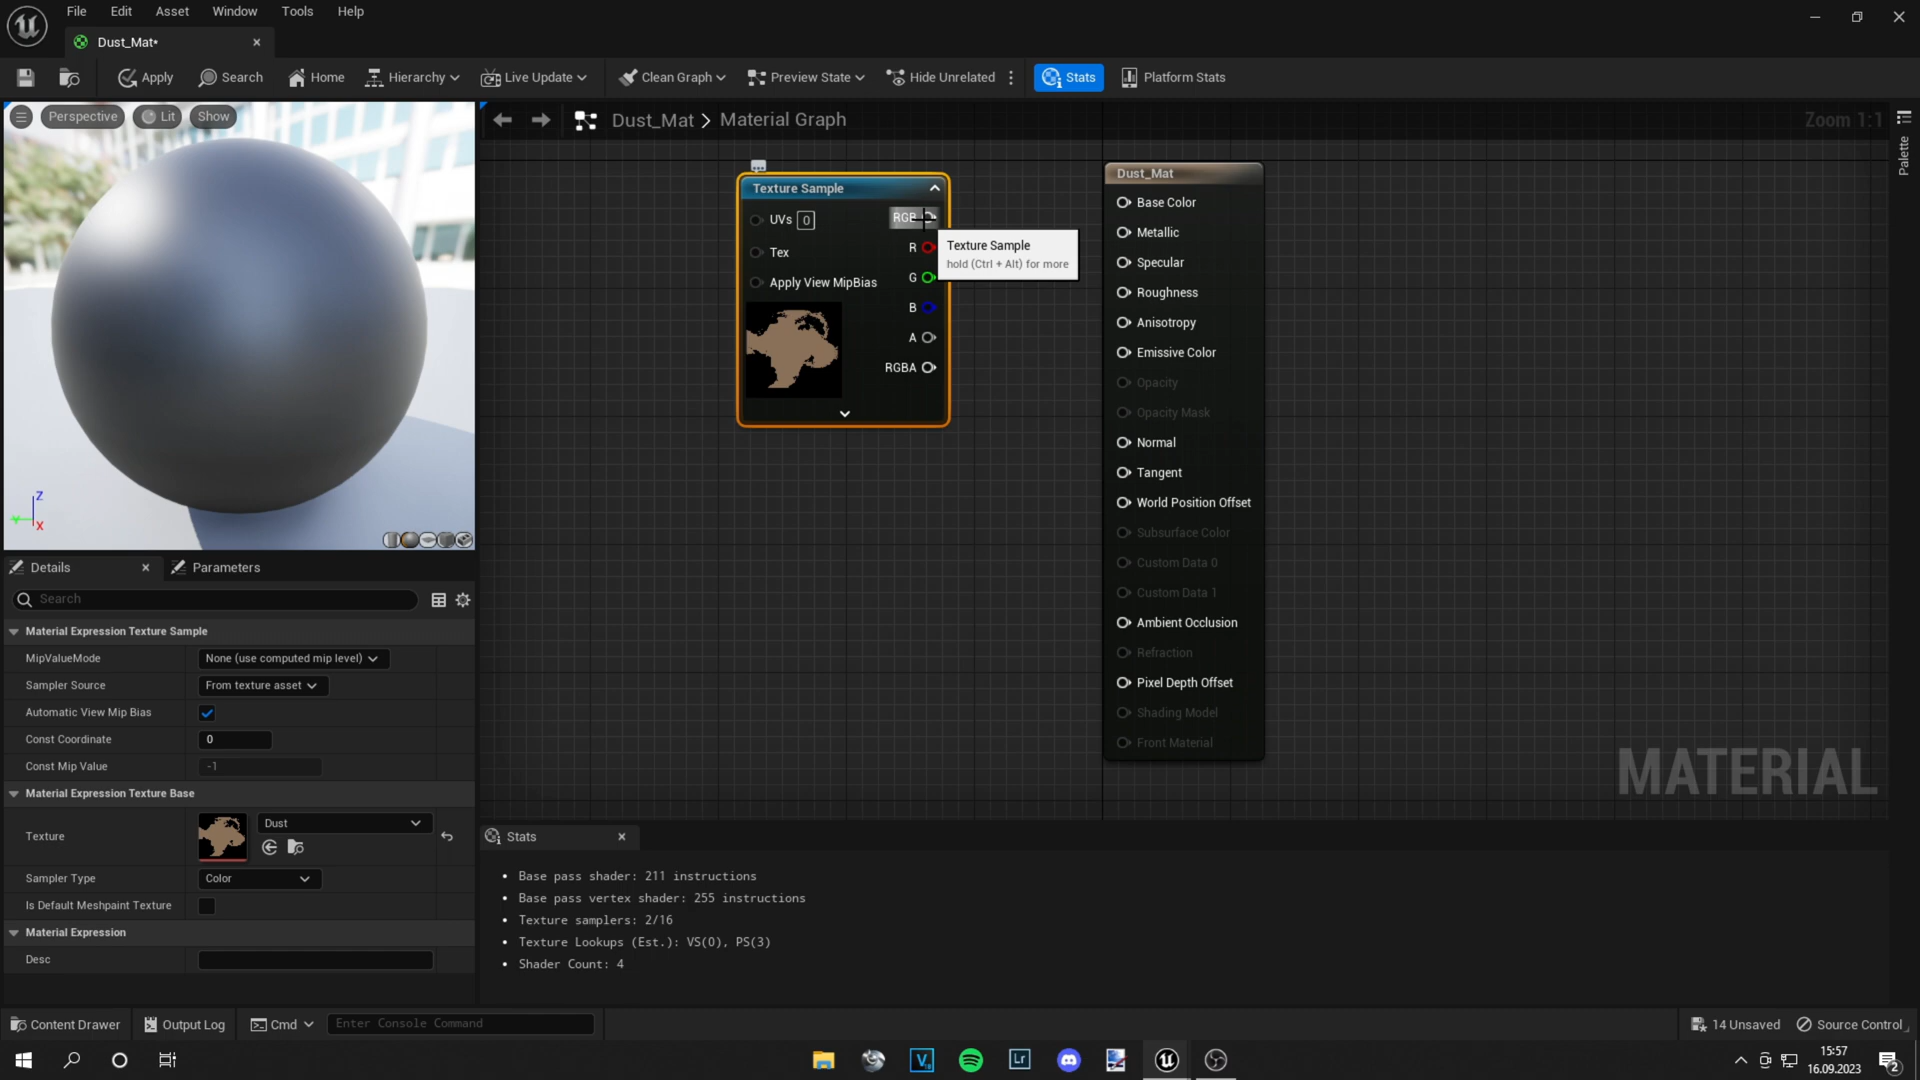 File Edit Asset Window Tools Help
Dust_Mat*
Apply Search Home Hierarchy Live Update Clean Graph Preview State Hide Unrelated Stats Platform Stats
Perspective Lit Show
Dust_Mat > Material Graph
Zoom 1:1
Palette
Texture Sample
UVs 0
Tex
Apply View MipBias
RGB
R
G
B
A
RGBA
Texture Sample
hold (Ctrl + Alt) for more
Dust_Mat
Base Color
Metallic
Specular
Roughness
Anisotropy
Emissive Color
Opacity
Opacity Mask
Normal
Tangent
World Position Offset
Subsurface Color
Custom Data 0
Custom Data 1
Ambient Occlusion
Refraction
Pixel Depth Offset
Shading Model
Front Material
MATERIAL
Z
Y
X
Details Parameters
Search
Material Expression Texture Sample
MipValueMode None (use computed mip level)
Sampler Source From texture asset
Automatic View Mip Bias
Const Coordinate 0
Const Mip Value -1
Material Expression Texture Base
Texture Dust
Sampler Type Color
Is Default Meshpaint Texture
Material Expression
Desc
Stats
Base pass shader: 211 instructions
Base pass vertex shader: 255 instructions
Texture samplers: 2/16
Texture Lookups (Est.): VS(0), PS(3)
Shader Count: 4
Content Drawer Output Log Cmd Enter Console Command 14 Unsaved Source Control
Lr
15:57
16.09.2023
2